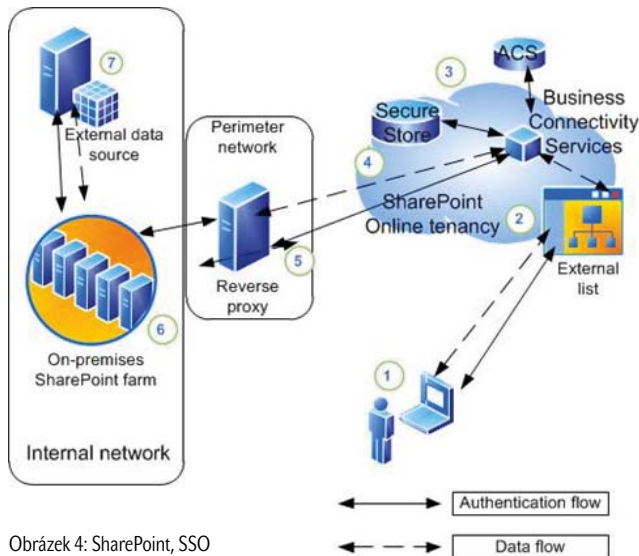 7
External data
source
Perimeter
network
ACS
3
Secure
Store
Business
Connectivity
Services
4
SharePoint
Online tenancy
2
External
list
5
Reverse
proxy
6
On-premises
SharePoint farm
1
Internal network
Authentication flow
Data flow
Obrázek 4: SharePoint, SSO